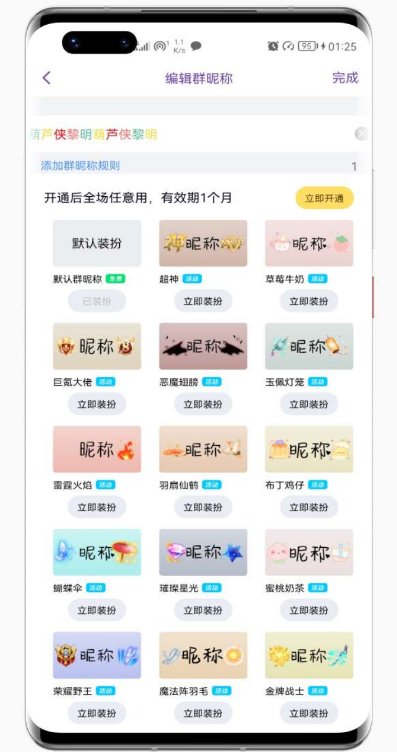 1.1
K/s
95
01:25
编辑群昵称
完成
葫芦侠黎明葫芦侠黎明
添加群昵称规则
1
开通后全场任意用，有效期1个月
立即开通
默认装扮
昵称
昵称
默认群昵称 免费
超神 活动
草莓牛奶 活动
已装扮
立即装扮
立即装扮
昵称
昵称
昵称
巨氪大佬 活动
恶魔翅膀 活动
玉佩灯笼 活动
立即装扮
立即装扮
立即装扮
昵称
昵称
昵称
雷霆火焰 活动
羽扇仙鹤 活动
布丁鸡仔 活动
立即装扮
立即装扮
立即装扮
昵称
昵称
昵称
蝴蝶伞 活动
璀璨星光 活动
蜜桃奶茶 活动
立即装扮
立即装扮
立即装扮
昵称
昵称
昵称
荣耀野王 活动
魔法阵羽毛 活动
金牌战士 活动
立即装扮
立即装扮
立即装扮